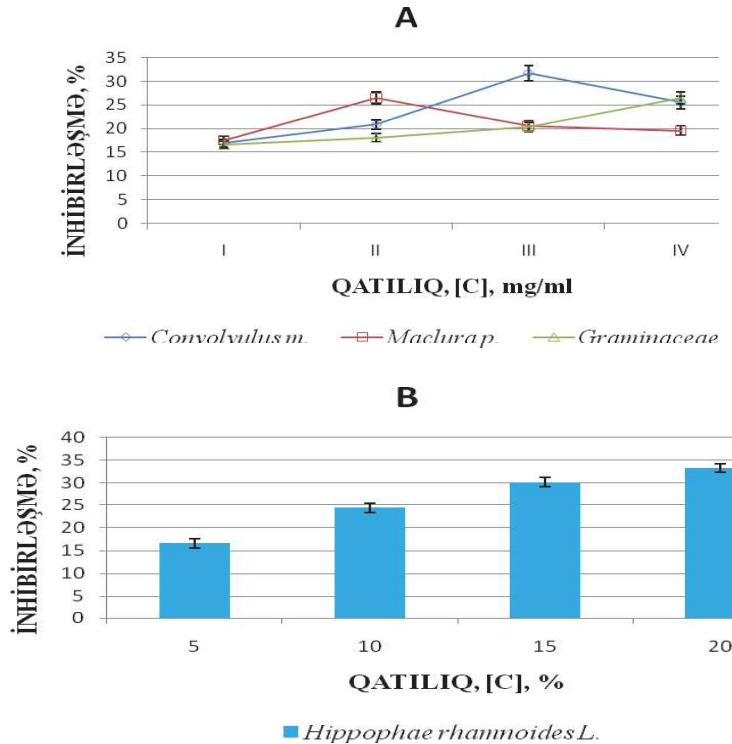 A
35
30
25
20
15
10
5
0
İNHİBİRLƏŞMƏ, %
I II III IV
QATILIQ, [C], mg/ml
Convolvulus m. Maclura p. Graminaceae
B
40
35
30
25
20
15
10
5
0
İNHİBİRLƏŞMƏ, %
5 10 15 20
QATILIQ, [C], %
Hippophae rhamnoides L.